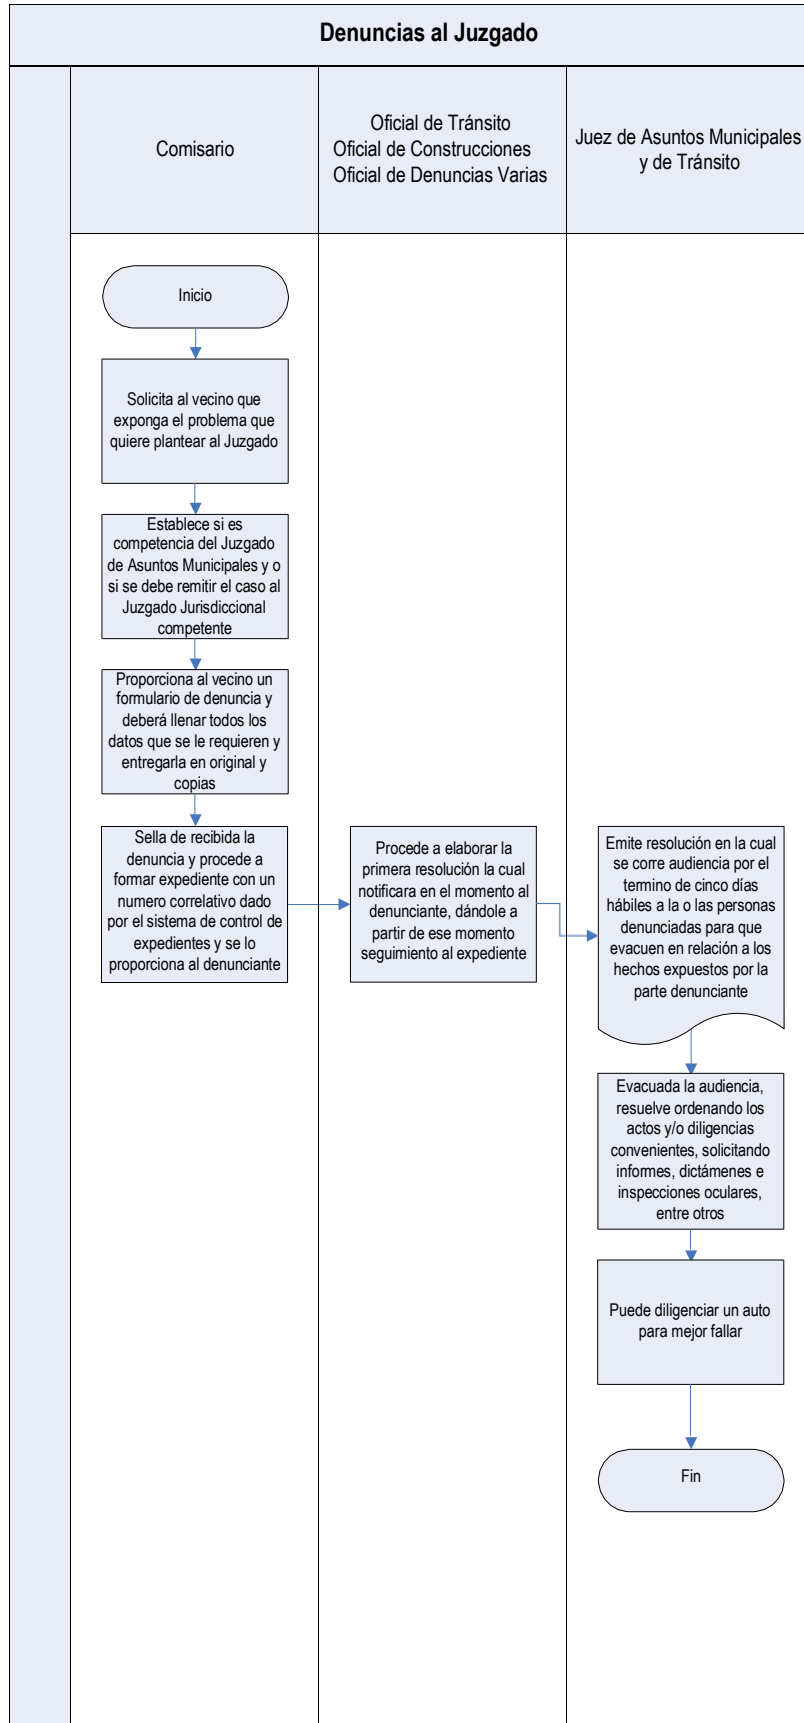 Denuncias al Juzgado
Comisario
Oficial de Tránsito
Oficial de Construcciones
Oficial de Denuncias Varias
Juez de Asuntos Municipales
y de Tránsito
Inicio
Solicita al vecino que
exponga el problema que
quiere plantear al Juzgado
Establece si es
competencia del Juzgado
de Asuntos Municipales y o
si se debe remitir el caso al
Juzgado Jurisdiccional
competente
Proporciona al vecino un
formulario de denuncia y
deberá llenar todos los
datos que se le requieren y
entregarla en original y
copias
Sella de recibida la
denuncia y procede a
formar expediente con un
numero correlativo dado
por el sistema de control de
expedientes y se lo
proporciona al denunciante
Procede a elaborar la
primera resolución la cual
notificara en el momento al
denunciante, dándole a
partir de ese momento
seguimiento al expediente
Emite resolución en la cual
se corre audiencia por el
termino de cinco días
hábiles a la o las personas
denunciadas para que
evacuen en relación a los
hechos expuestos por la
parte denunciante
Evacuada la audiencia,
resuelve ordenando los
actos y/o diligencias
convenientes, solicitando
informes, dictámenes e
inspecciones oculares,
entre otros
Puede diligenciar un auto
para mejor fallar
Fin